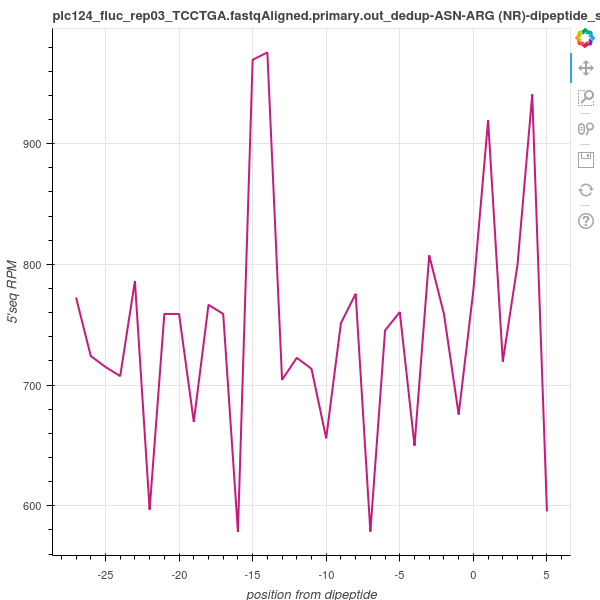 plc124_fluc_rep03_TCCTGA.fastqAligned.primary.out_dedup-ASN-ARG (NR)-dipeptide_s
900
800
700
600
5'seq RPM
-25 -20 -15 -10 -5 0 5
position from dipeptide